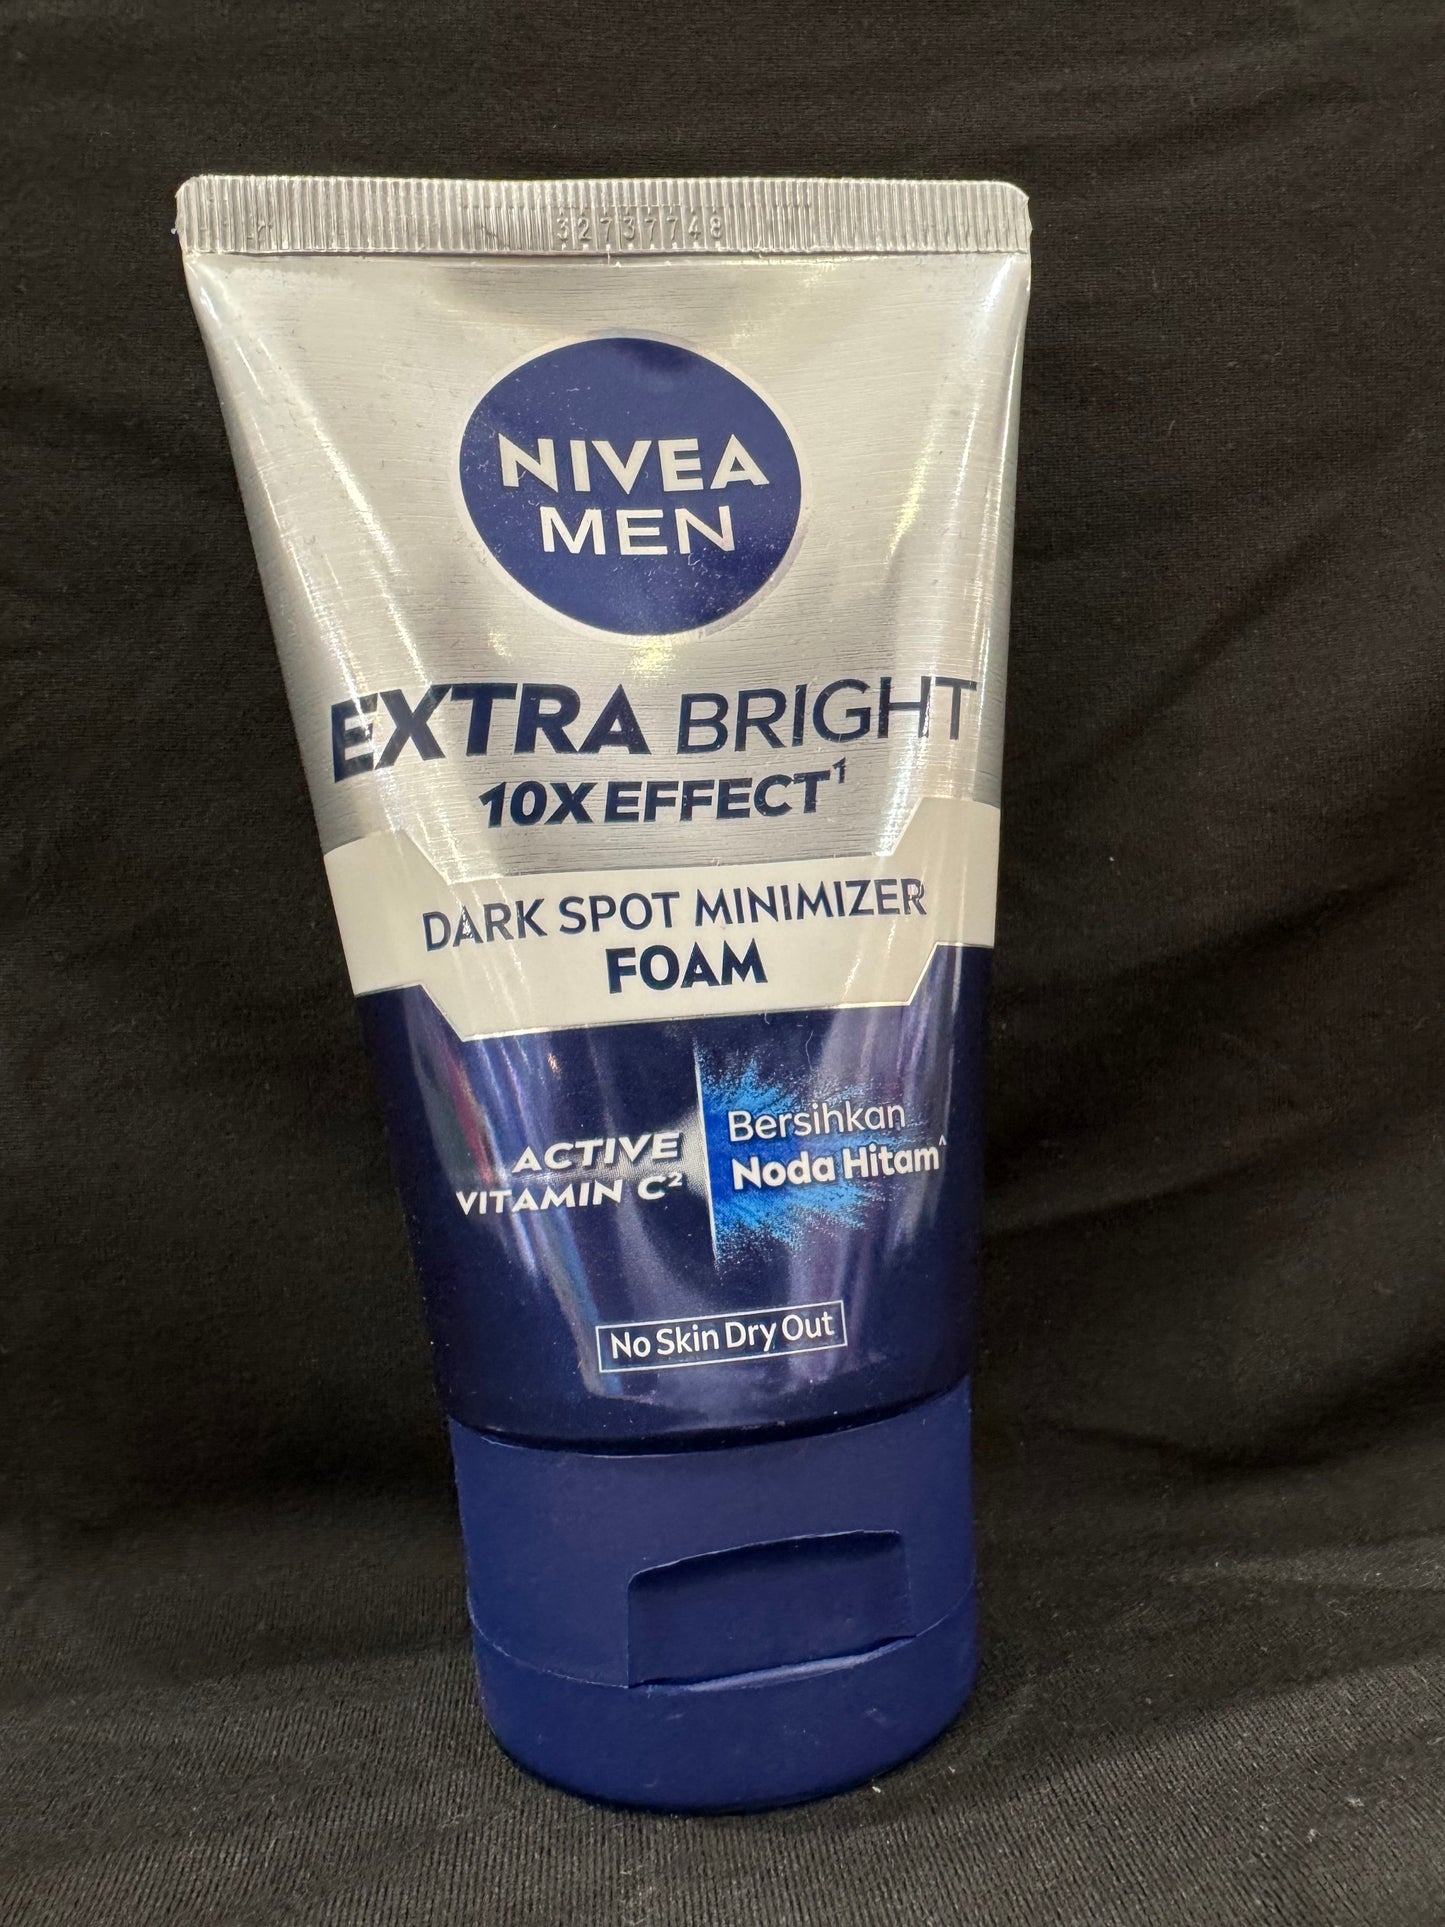 32737748
NIVEA
MEN
EXTRA BRIGHT
10X EFFECT¹
DARK SPOT MINIMIZER
FOAM
ACTIVE
VITAMIN C²
Bersihkan
Noda Hitam^
No Skin Dry Out